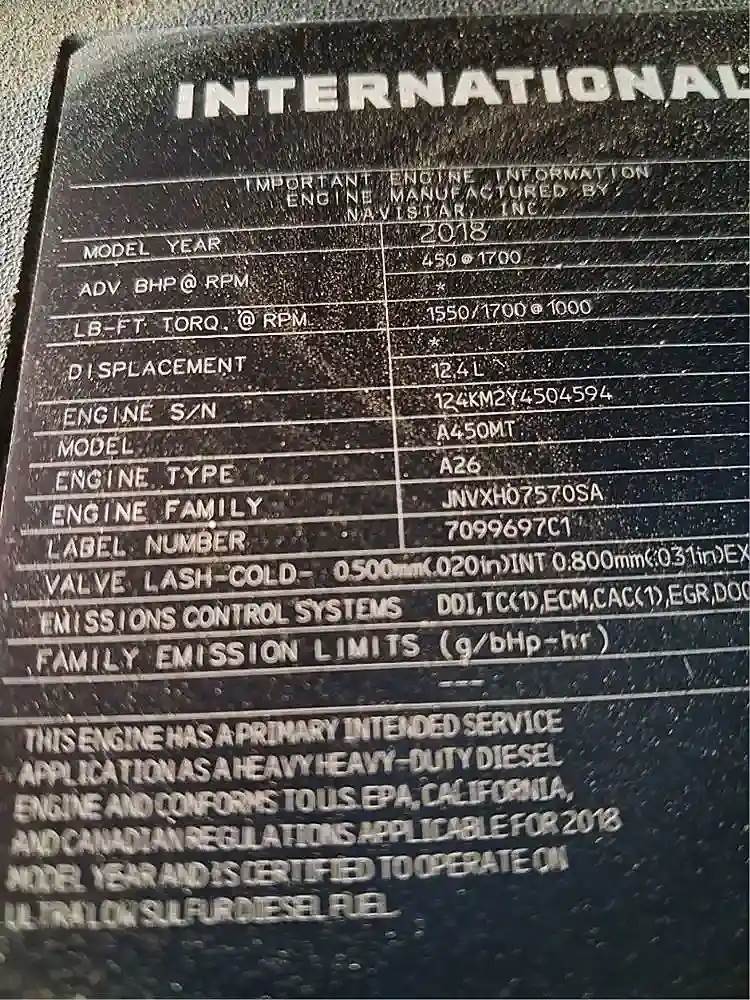 INTERNATIONAL
IMPORTANT ENGINE INFORMATION
ENGINE MANUFACTURED BY:
NAVISTAR, INC.
MODEL YEAR 2018
ADV BHP@ RPM 450@1700
*
LB-FT TORQ. @ RPM 1550/1700@1000
*
DISPLACEMENT 12.4L
ENGINE S/N 124KM2Y4504594
MODEL A450MT
ENGINE TYPE A26
ENGINE FAMILY JNVXH0757OSA
LABEL NUMBER 7099697C1
VALVE LASH-COLD- 0.500mm(.020in)INT 0.800mm(.031in)EX
EMISSIONS CONTROL SYSTEMS DDI,TC(1),ECM,CAC(1),EGR,DOC
FAMILY EMISSION LIMITS (g/bHp-hr)
---
THIS ENGINE HAS A PRIMARY INTENDED SERVICE
APPLICATION AS A HEAVY HEAVY-DUTY DIESEL
ENGINE AND CONFORMS TO U.S. EPA, CALIFORNIA,
AND CANADIAN REGULATIONS APPLICABLE FOR 2018
MODEL YEAR AND IS CERTIFIED TO OPERATE ON
ULTRA LOW SULFUR DIESEL FUEL.